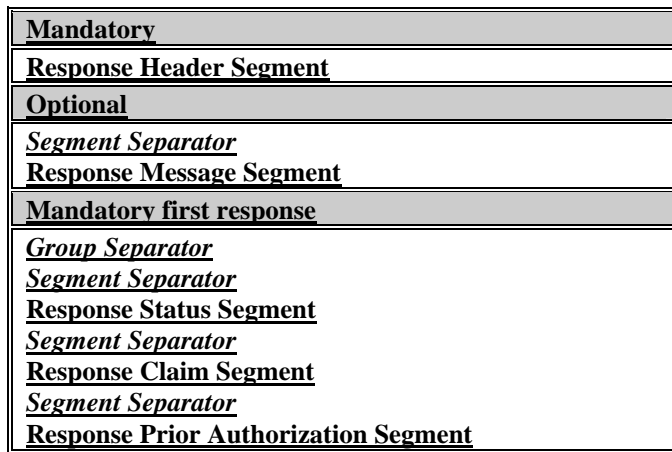 Mandatory
Response Header Segment
Optional
Segment Separator
Response Message Segment
Mandatory first response
Group Separator
Segment Separator
Response Status Segment
Segment Separator
Response Claim Segment
Segment Separator
Response Prior Authorization Segment